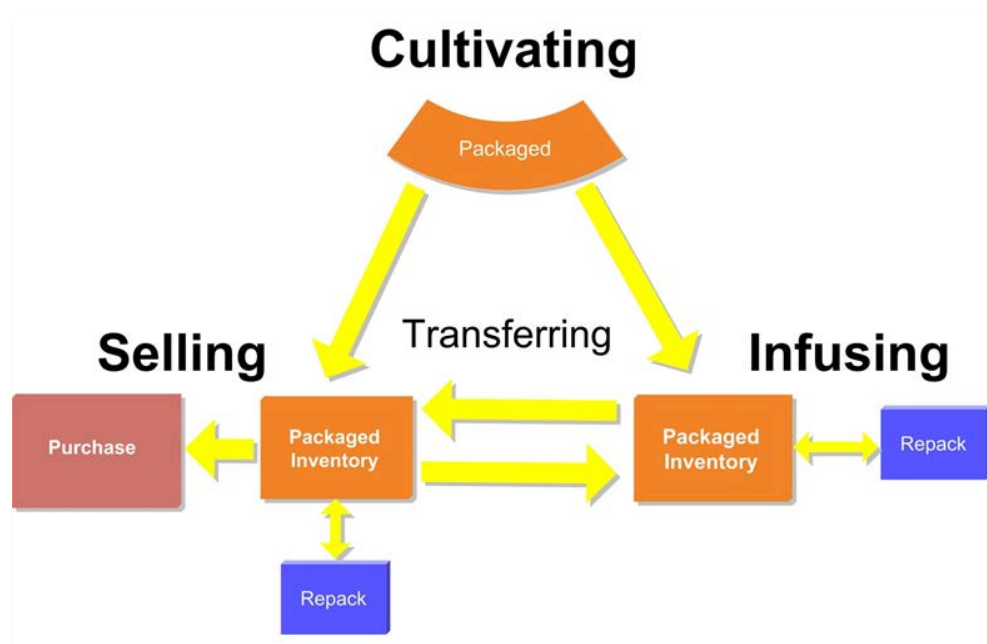 Cultivating
Packaged
Transferring
Selling
Infusing
Purchase
Packaged
Inventory
Packaged
Inventory
Repack
Repack